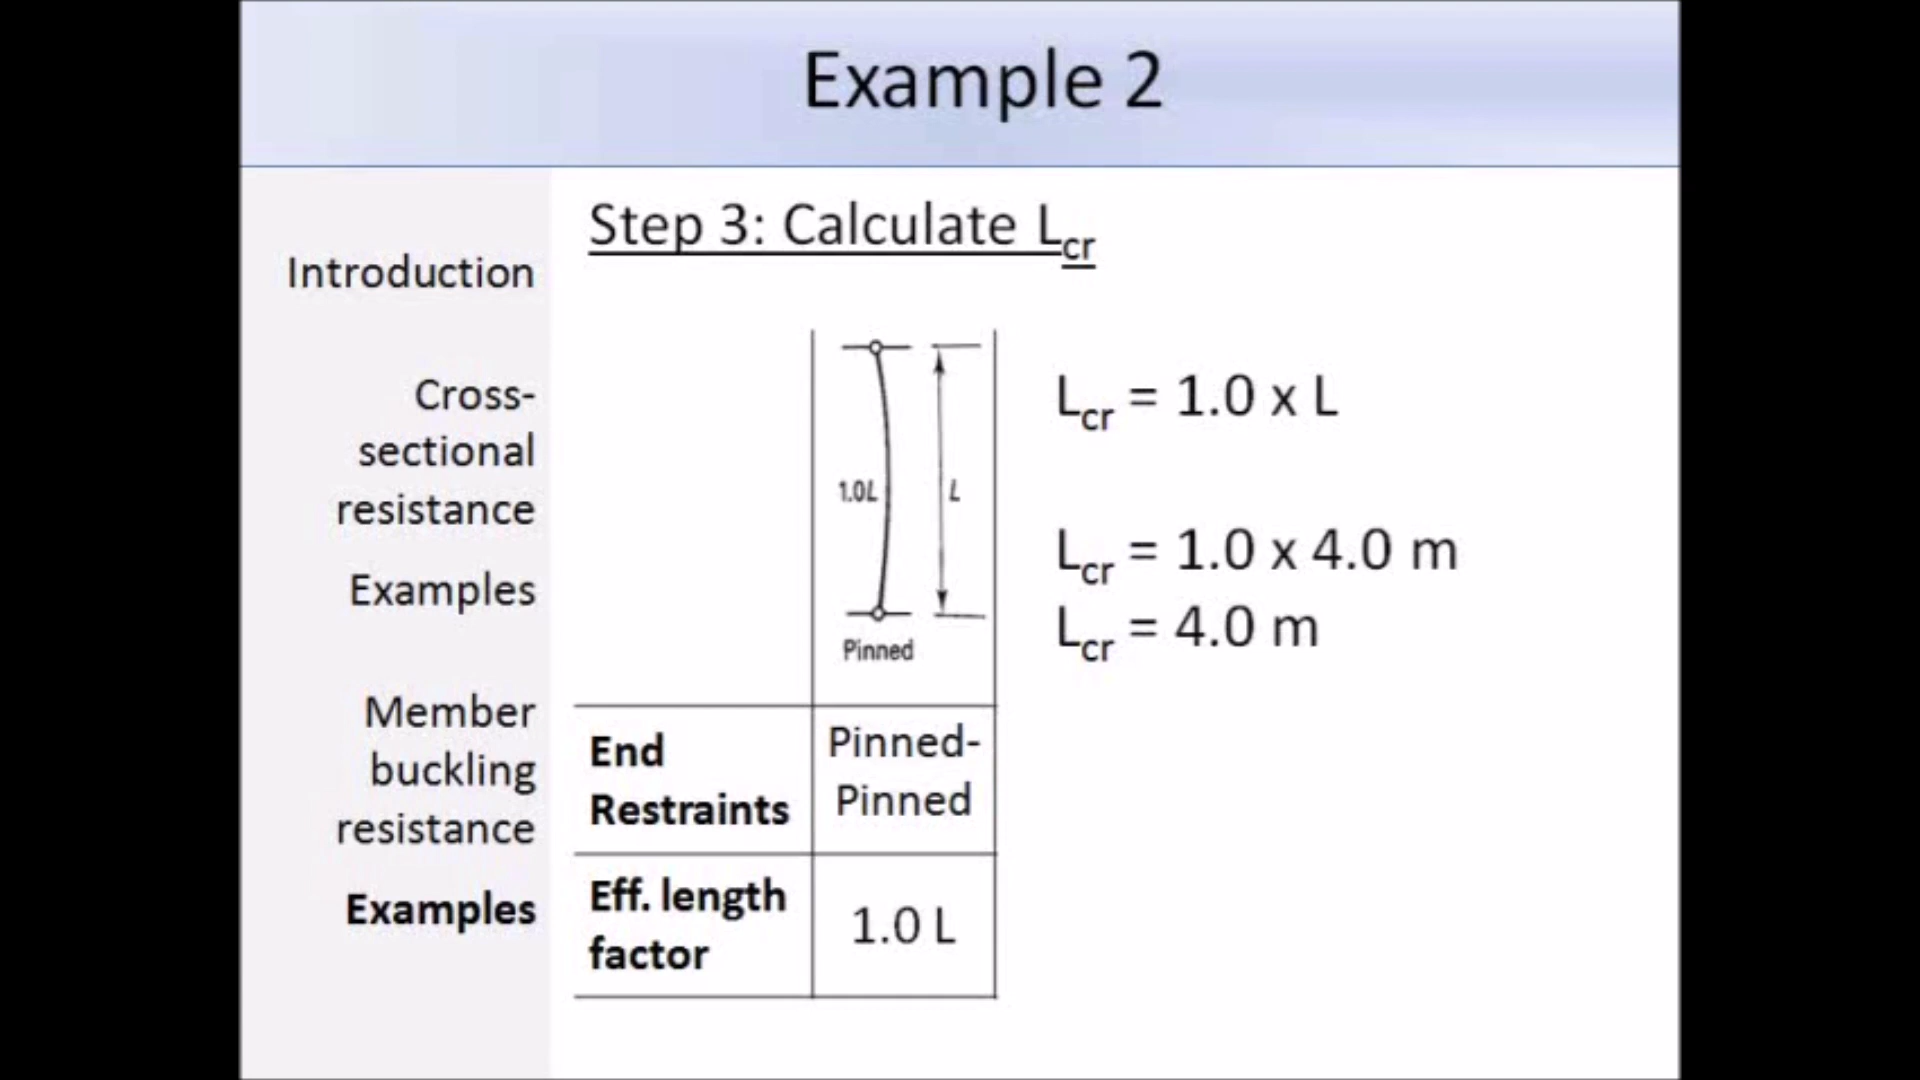 Example 2
Introduction
Cross-
sectional
resistance
Examples
Member
buckling
resistance
Examples
Step 3: Calculate Lcr
1.0L
L
Pinned
End
Restraints
Pinned-
Pinned
Eff. length
factor
1.0 L
Lcr = 1.0 x L
Lcr = 1.0 x 4.0 m
Lcr = 4.0 m